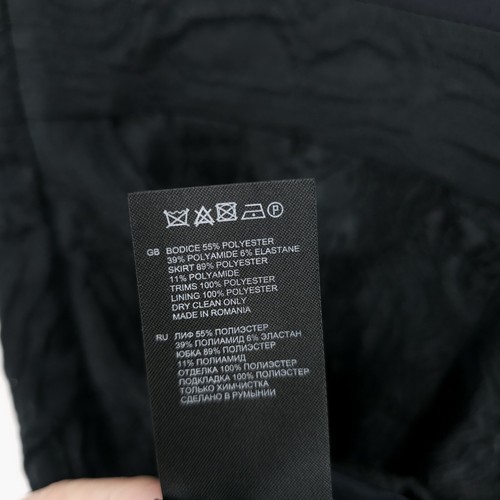 GB BODICE 55% POLYESTER
39% POLYAMIDE 6% ELASTANE
SKIRT 89% POLYESTER
11% POLYAMIDE
TRIMS 100% POLYESTER
LINING 100% POLYESTER
DRY CLEAN ONLY
MADE IN ROMANIA
RU ЛИФ 55% ПОЛИЭСТЕР
39% ПОЛИАМИД 6% ЭЛАСТАН
ЮБКА 89% ПОЛИЭСТЕР
11% ПОЛИАМИД
ОТДЕЛКА 100% ПОЛИЭСТЕР
ПОДКЛАДКА 100% ПОЛИЭСТЕР
ТОЛЬКО ХИМЧИСТКА
СДЕЛАНО В РУМЫНИИ